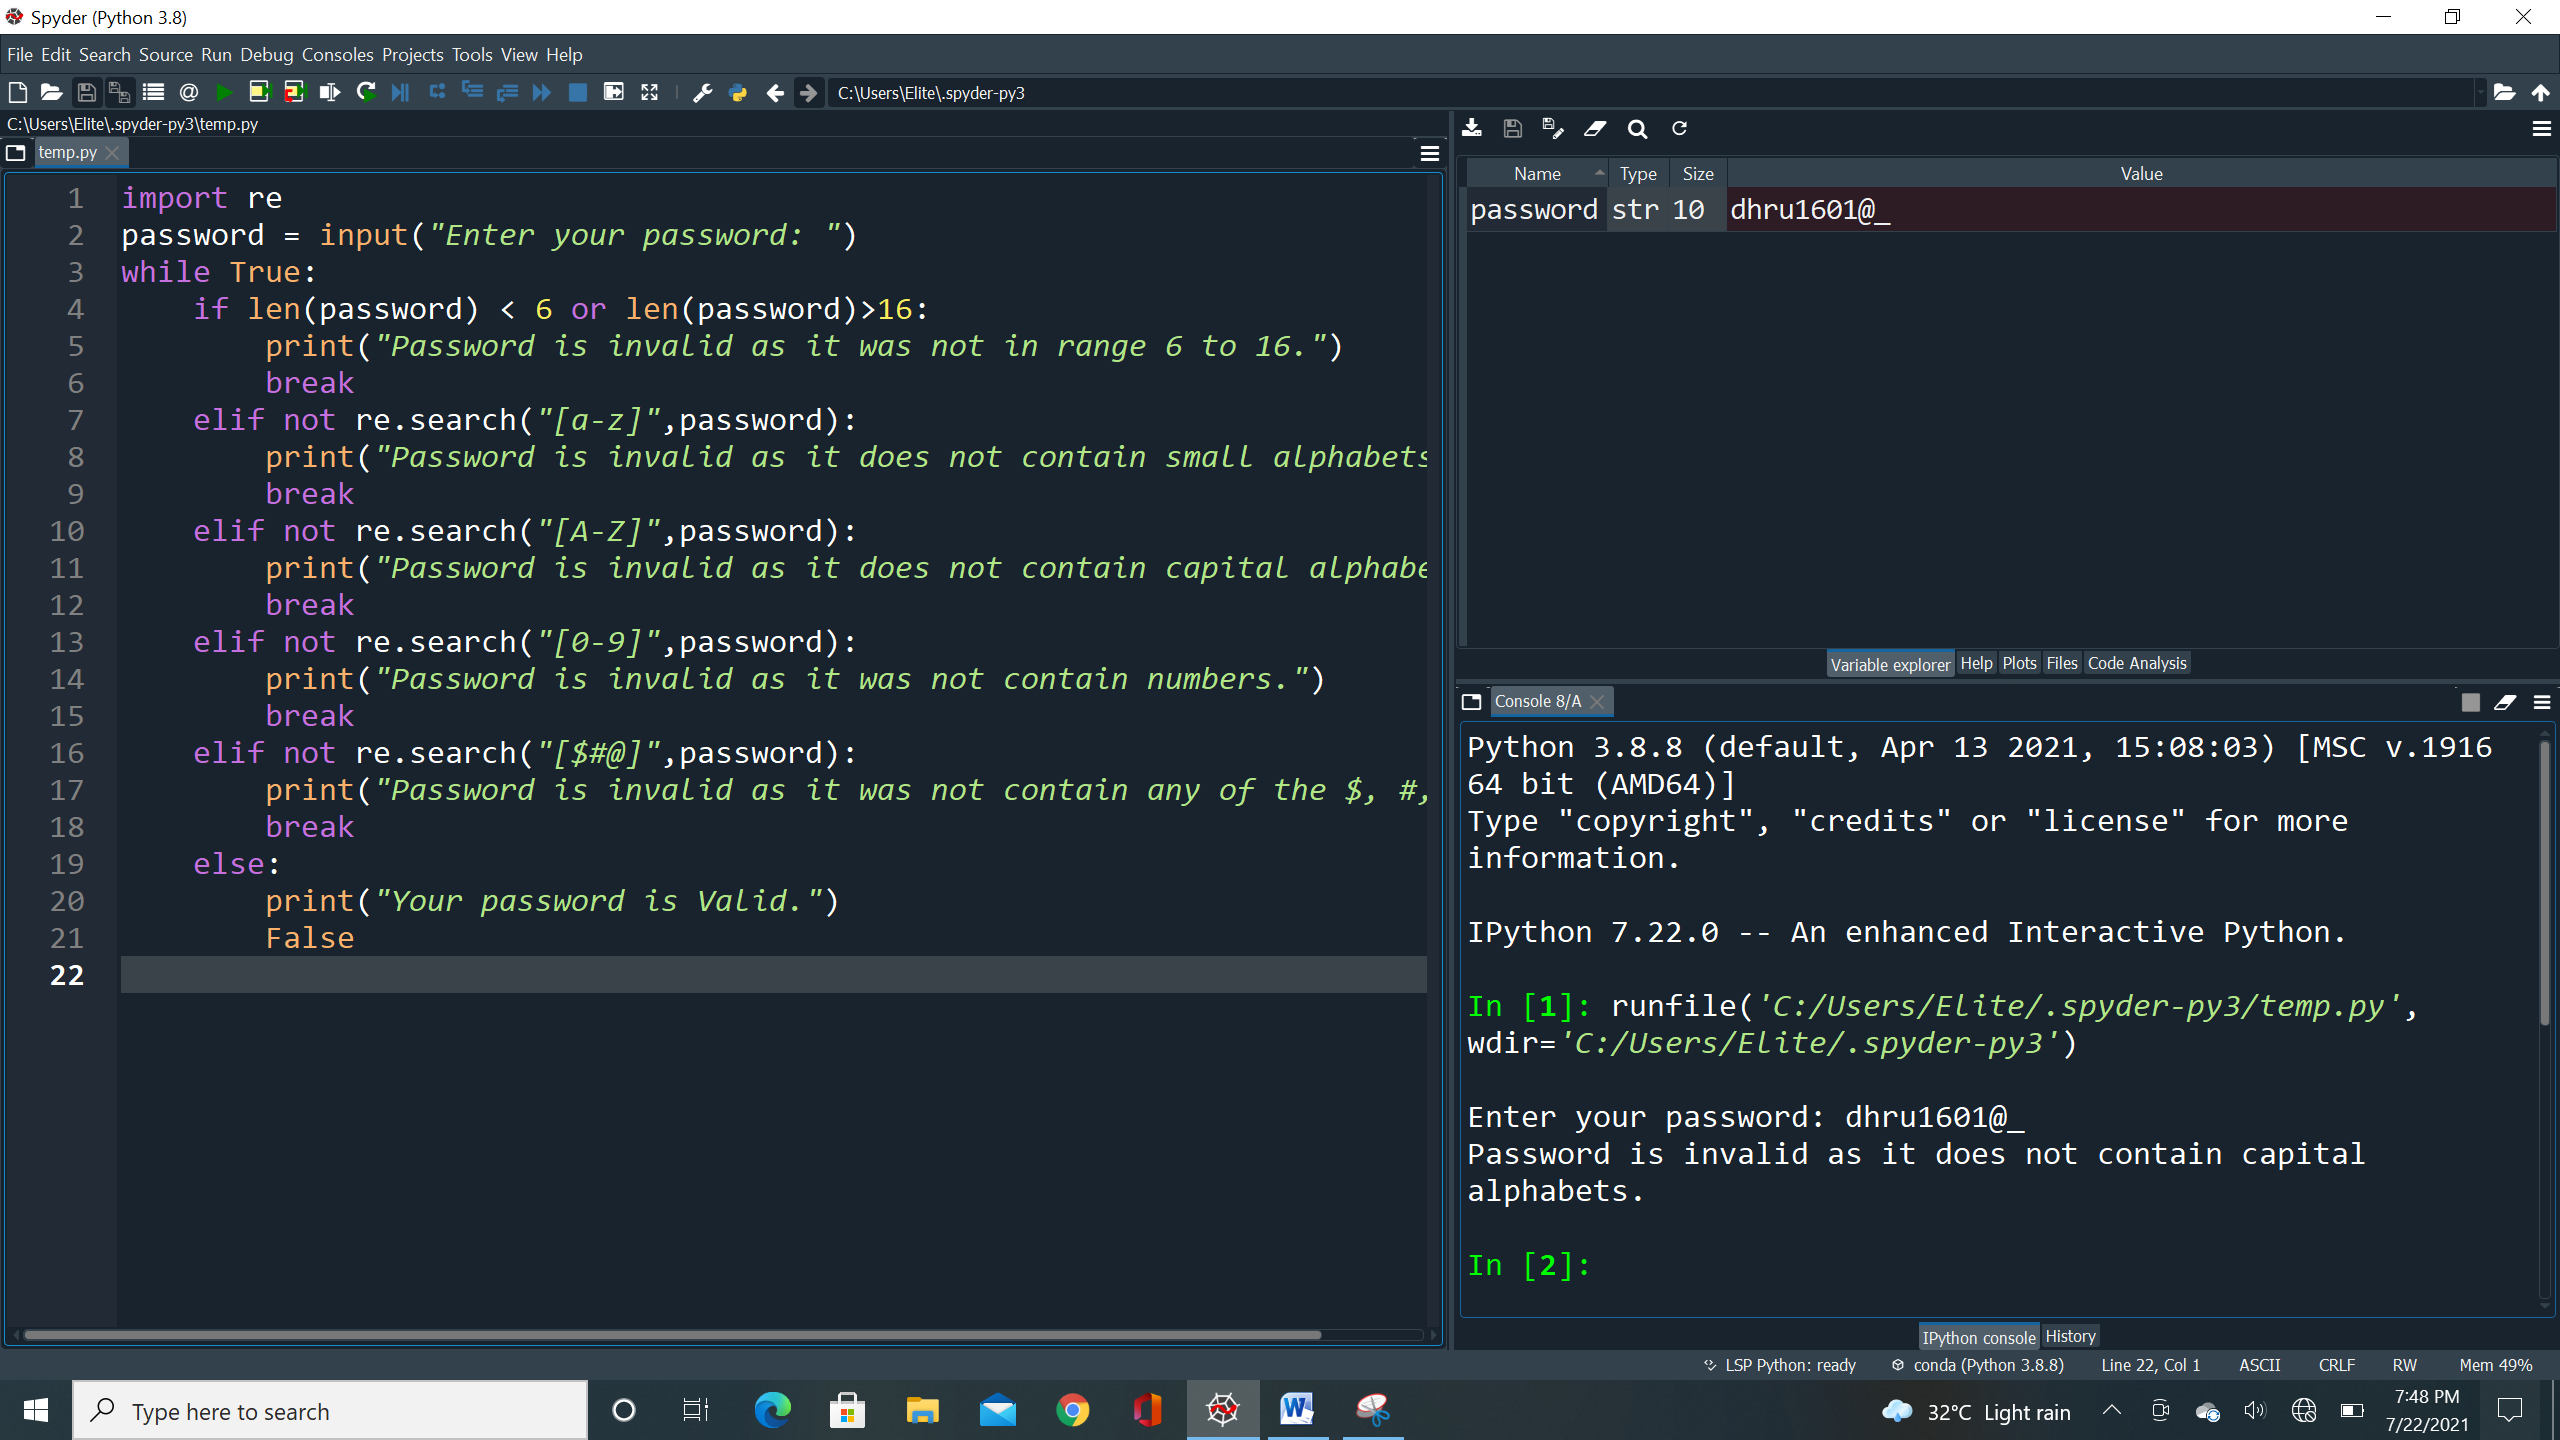 Spyder (Python 3.8)
File Edit Search Source Run Debug Consoles Projects Tools View Help
C:\Users\Elite\.spyder-py3
C:\Users\Elite\.spyder-py3\temp.py
temp.py
1 import re
2 password = input("Enter your password: ")
3 while True:
4     if len(password) < 6 or len(password)>16:
5         print("Password is invalid as it was not in range 6 to 16.")
6         break
7     elif not re.search("[a-z]",password):
8         print("Password is invalid as it does not contain small alphabets
9         break
10     elif not re.search("[A-Z]",password):
11         print("Password is invalid as it does not contain capital alphabe
12         break
13     elif not re.search("[0-9]",password):
14         print("Password is invalid as it was not contain numbers.")
15         break
16     elif not re.search("[$#@]",password):
17         print("Password is invalid as it was not contain any of the $, #,
18         break
19     else:
20         print("Your password is Valid.")
21         False
22
Name Type Size Value
password str 10 dhru1601@_
Variable explorer Help Plots Files Code Analysis
Console 8/A
Python 3.8.8 (default, Apr 13 2021, 15:08:03) [MSC v.1916
64 bit (AMD64)]
Type "copyright", "credits" or "license" for more
information.
IPython 7.22.0 -- An enhanced Interactive Python.
In [1]: runfile('C:/Users/Elite/.spyder-py3/temp.py',
wdir='C:/Users/Elite/.spyder-py3')
Enter your password: dhru1601@_
Password is invalid as it does not contain capital
alphabets.
In [2]:
IPython console History
LSP Python: ready conda (Python 3.8.8) Line 22, Col 1 ASCII CRLF RW Mem 49%
Type here to search
32°C Light rain
7:48 PM
7/22/2021